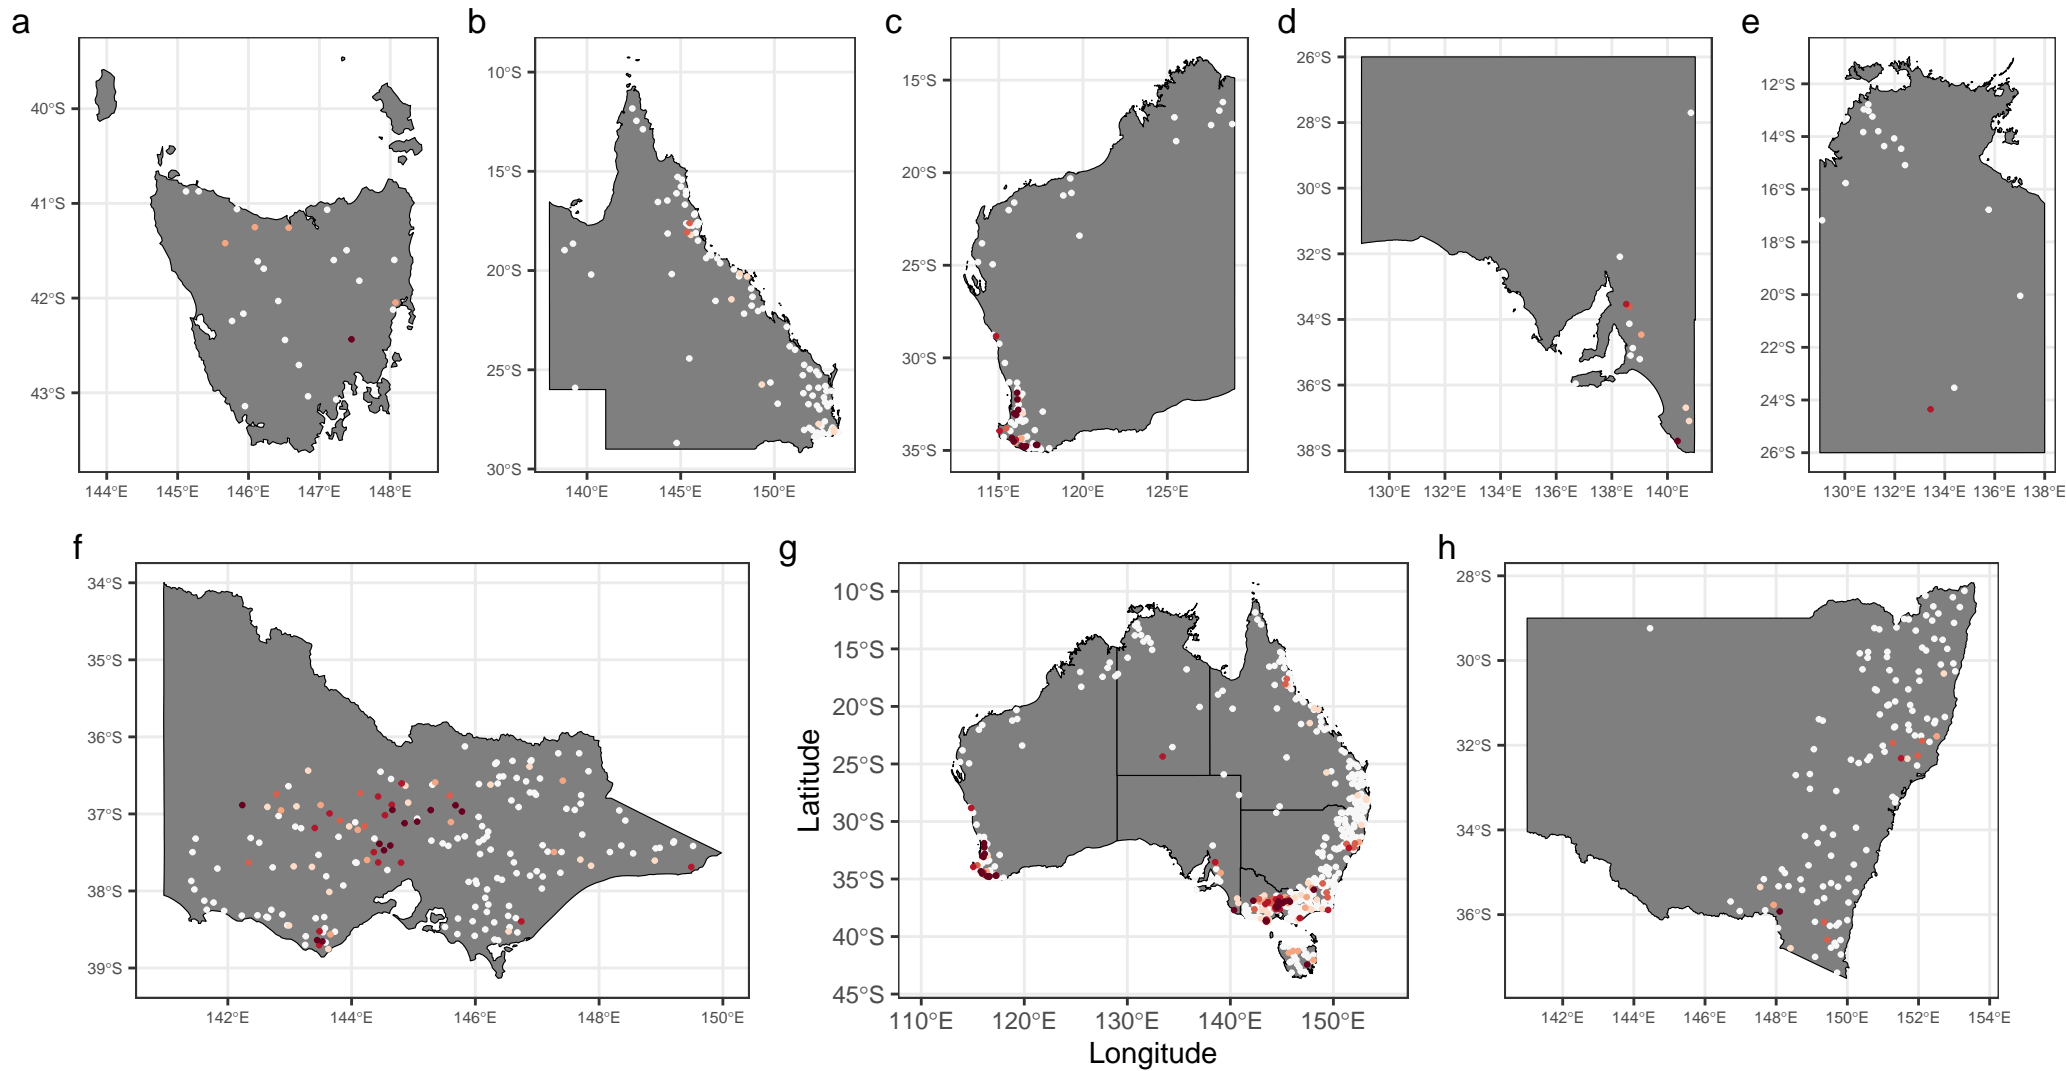 a
b
c
d
e
40°S
41°S
42°S
43°S
144°E 145°E 146°E 147°E 148°E
10°S
15°S
20°S
25°S
30°S
140°E 145°E 150°E
15°S
20°S
25°S
30°S
35°S
115°E 120°E 125°E
26°S
28°S
30°S
32°S
34°S
36°S
38°S
130°E 132°E 134°E 136°E 138°E 140°E
12°S
14°S
16°S
18°S
20°S
22°S
24°S
26°S
130°E 132°E 134°E 136°E 138°E
f
g
h
34°S
35°S
36°S
37°S
38°S
39°S
142°E 144°E 146°E 148°E 150°E
Latitude
10°S
15°S
20°S
25°S
30°S
35°S
40°S
45°S
110°E 120°E 130°E 140°E 150°E
Longitude
28°S
30°S
32°S
34°S
36°S
142°E 144°E 146°E 148°E 150°E 152°E 154°E